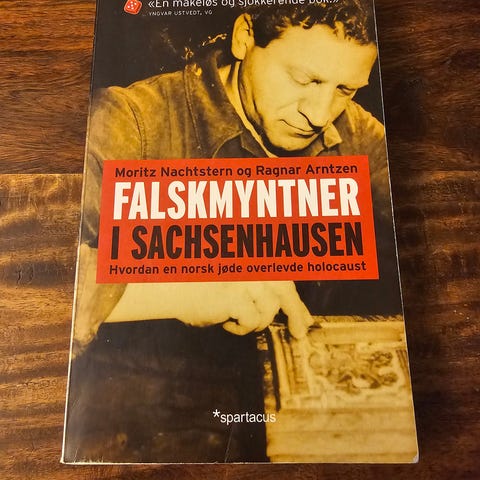 «En makeløs og sjokkerende bok.»
YNGVAR USTVEDT, VG
Moritz Nachtstern og Ragnar Arntzen
FALSKMYNTNER
I SACHSENHAUSEN
Hvordan en norsk jøde overlevde holocaust
*spartacus